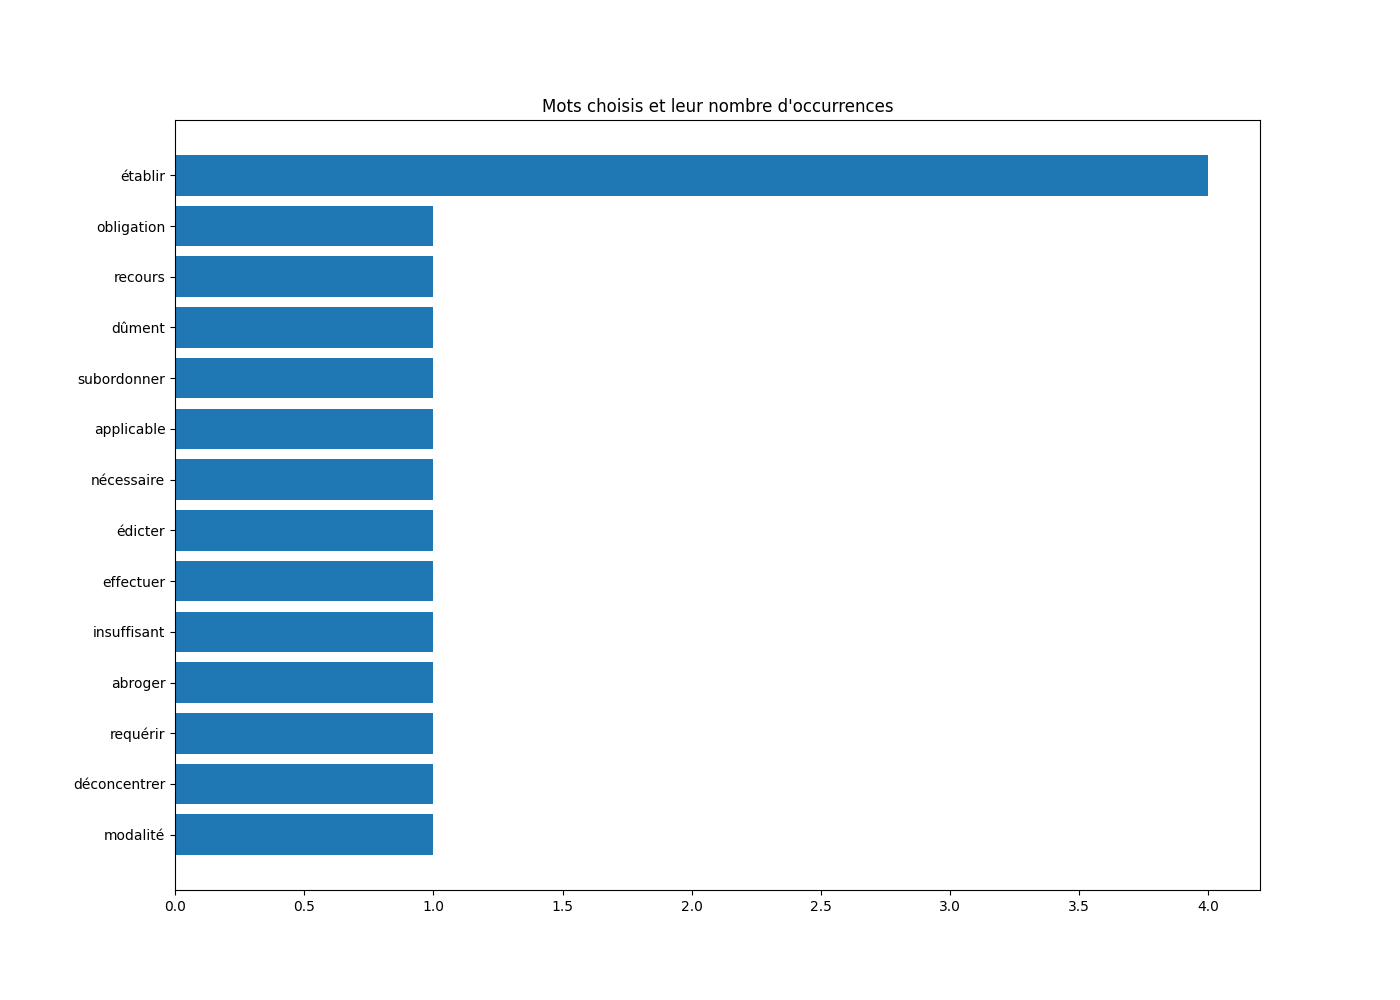 Mots choisis et leur nombre d'occurrences
établir
obligation
recours
dûment
subordonner
applicable
nécessaire
édicter
effectuer
insuffisant
abroger
requérir
déconcentrer
modalité
0.0 0.5 1.0 1.5 2.0 2.5 3.0 3.5 4.0